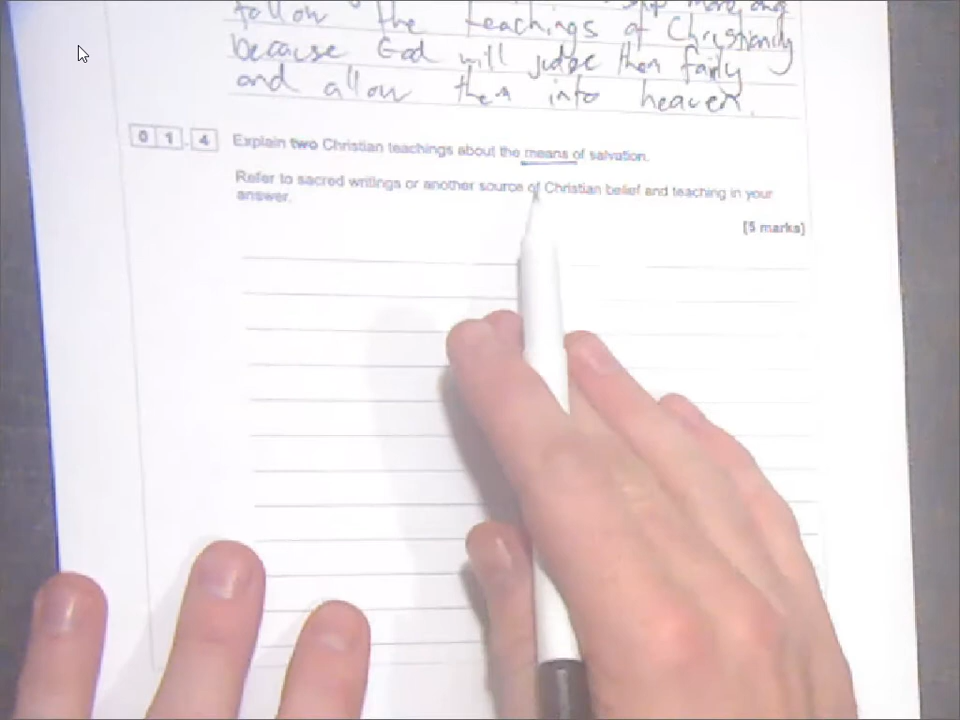 follow the teachings of Christianity
because God will judge then fairly
and allow then into heaven.
0 1 . 4 Explain two Christian teachings about the means of salvation.
Refer to sacred writings or another source of Christian belief and teaching in your
answer.
[5 marks]